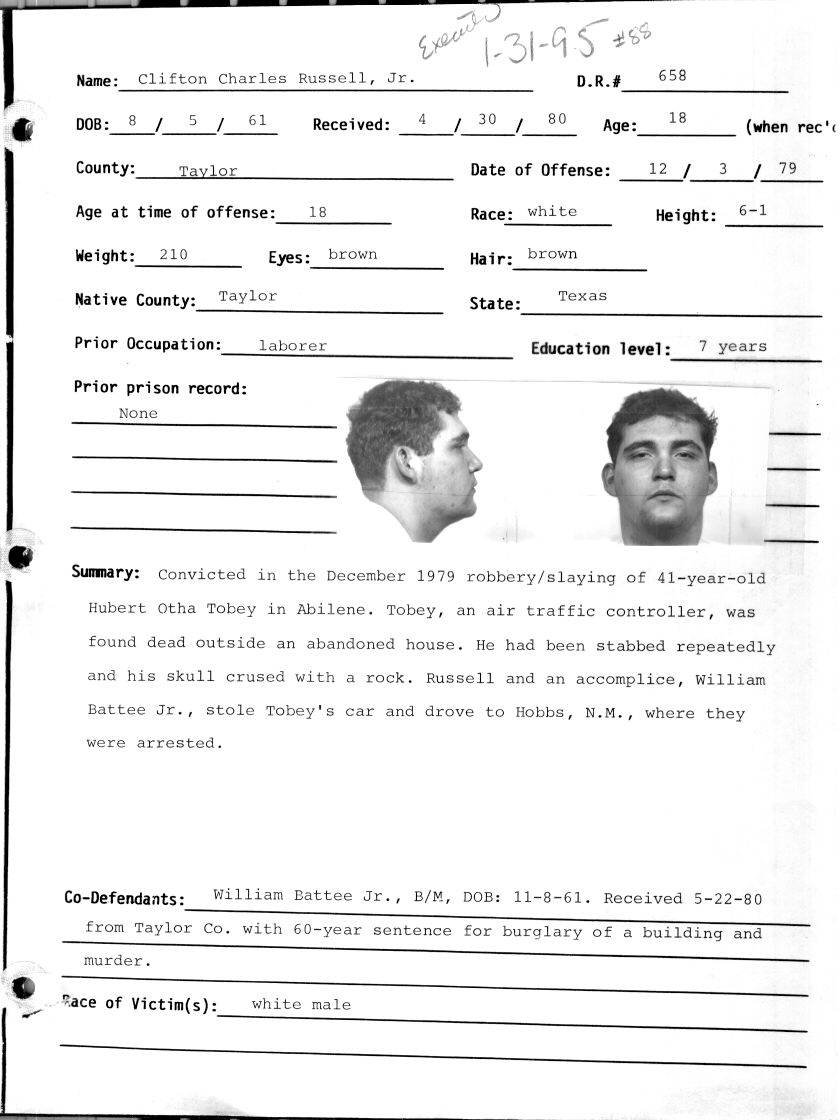 Executed
1-31-95 #88
Name: Clifton Charles Russell, Jr. D.R.# 658
DOB: 8 / 5 / 61 Received: 4 / 30 / 80 Age: 18 (when rec'd
County: Taylor Date of Offense: 12 / 3 / 79
Age at time of offense: 18 Race: white Height: 6-1
Weight: 210 Eyes: brown Hair: brown
Native County: Taylor State: Texas
Prior Occupation: laborer Education level: 7 years
Prior prison record:
None
Summary: Convicted in the December 1979 robbery/slaying of 41-year-old
Hubert Otha Tobey in Abilene. Tobey, an air traffic controller, was
found dead outside an abandoned house. He had been stabbed repeatedly
and his skull crused with a rock. Russell and an accomplice, William
Battee Jr., stole Tobey's car and drove to Hobbs, N.M., where they
were arrested.
Co-Defendants: William Battee Jr., B/M, DOB: 11-8-61. Received 5-22-80
from Taylor Co. with 60-year sentence for burglary of a building and
murder.
Race of Victim(s): white male